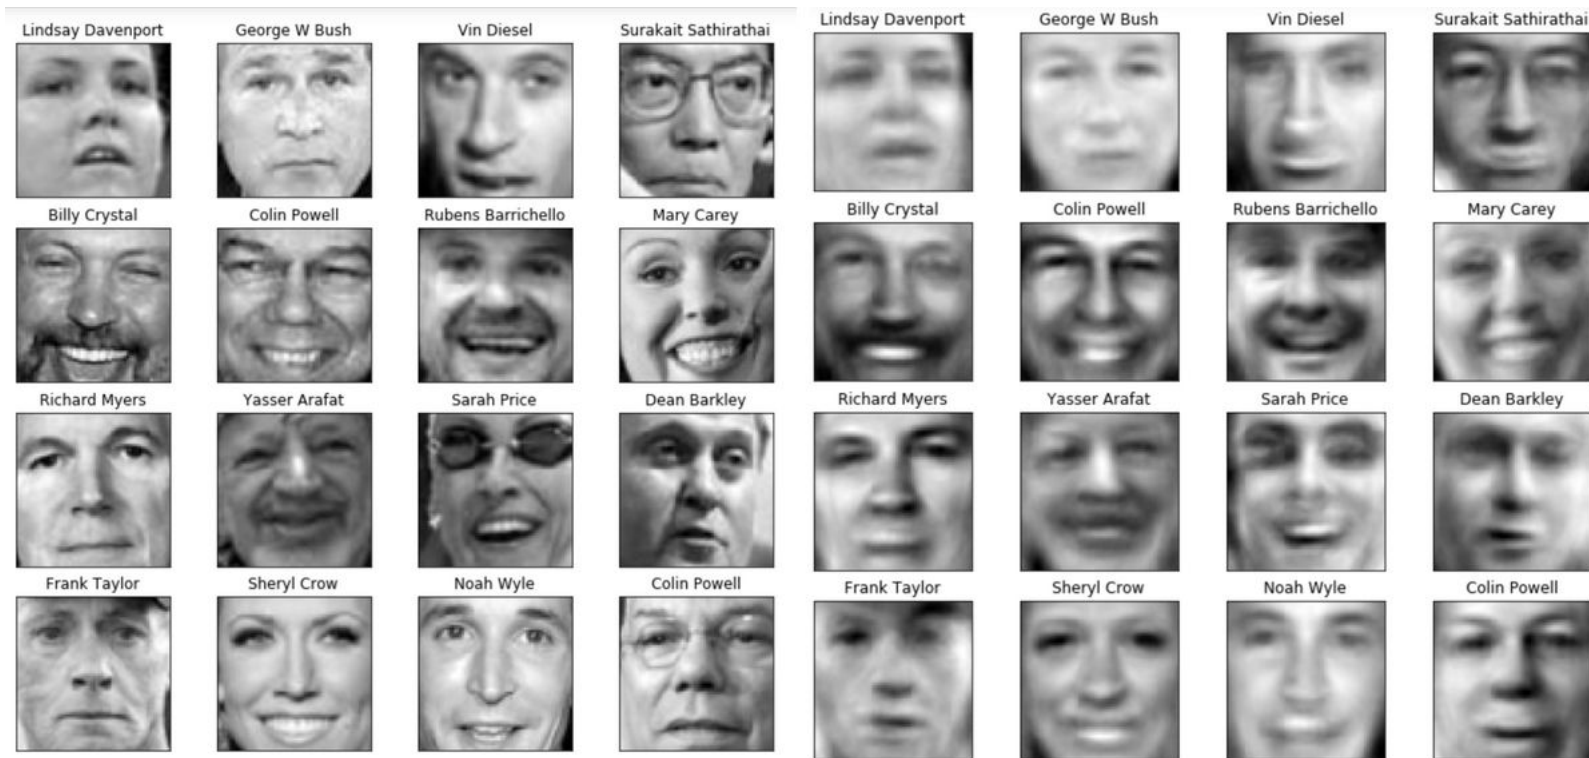 Lindsay Davenport George W Bush Vin Diesel Surakait Sathirathai
Billy Crystal Colin Powell Rubens Barrichello Mary Carey
Richard Myers Yasser Arafat Sarah Price Dean Barkley
Frank Taylor Sheryl Crow Noah Wyle Colin Powell
Lindsay Davenport George W Bush Vin Diesel Surakait Sathirathai
Billy Crystal Colin Powell Rubens Barrichello Mary Carey
Richard Myers Yasser Arafat Sarah Price Dean Barkley
Frank Taylor Sheryl Crow Noah Wyle Colin Powell